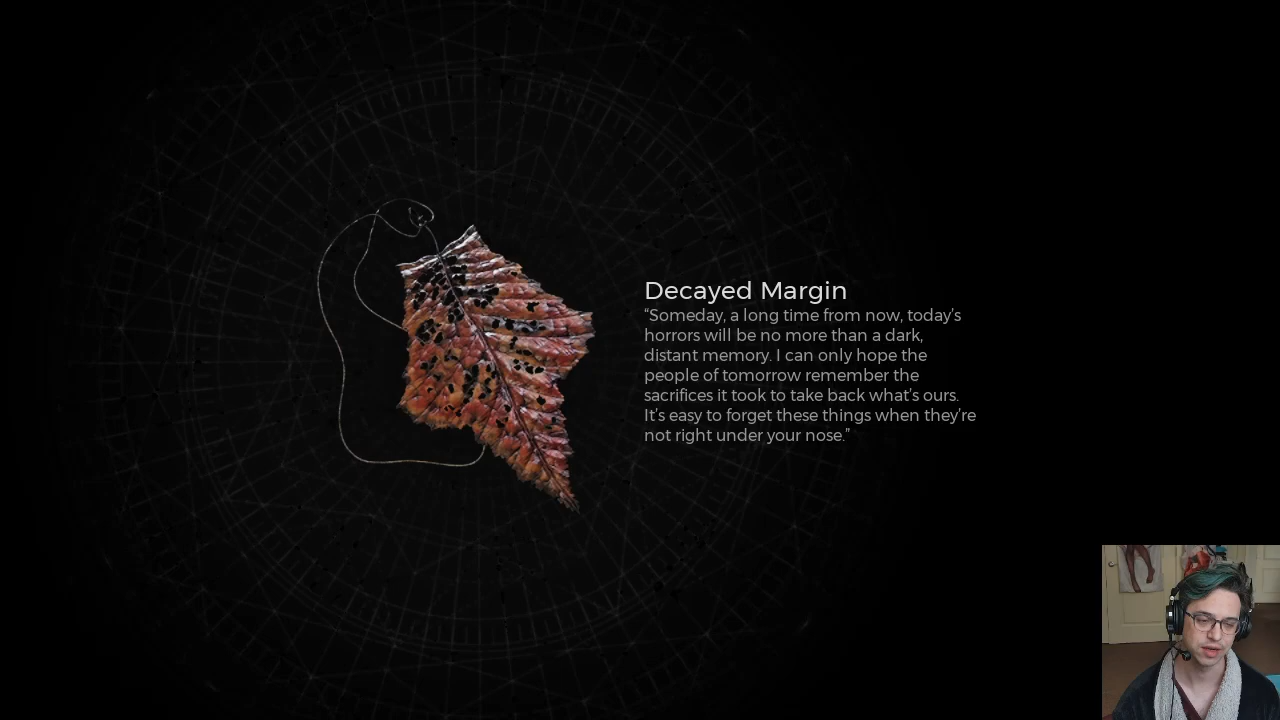 Decayed Margin
“Someday, a long time from now, today’s
horrors will be no more than a dark,
distant memory. I can only hope the
people of tomorrow remember the
sacrifices it took to take back what’s ours.
It’s easy to forget these things when they’re
not right under your nose.”